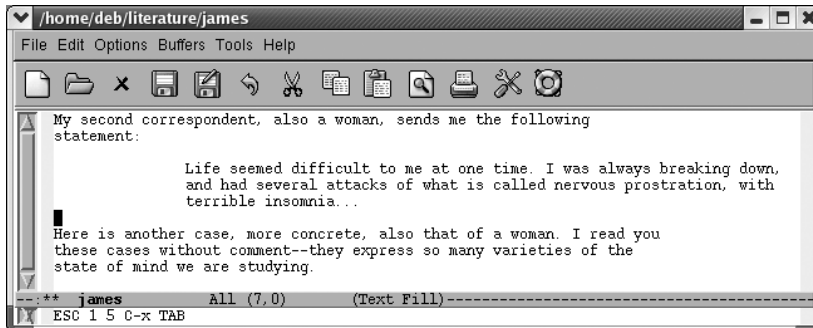 /home/deb/literature/james
File Edit Options Buffers Tools Help
My second correspondent, also a woman, sends me the following
statement:
Life seemed difficult to me at one time. I was always breaking down,
and had several attacks of what is called nervous prostration, with
terrible insomnia...
Here is another case, more concrete, also that of a woman. I read you
these cases without comment--they express so many varieties of the
state of mind we are studying.
--:** james All (7,0) (Text Fill)--------------------------------------------
ESC 1 5 C-x TAB